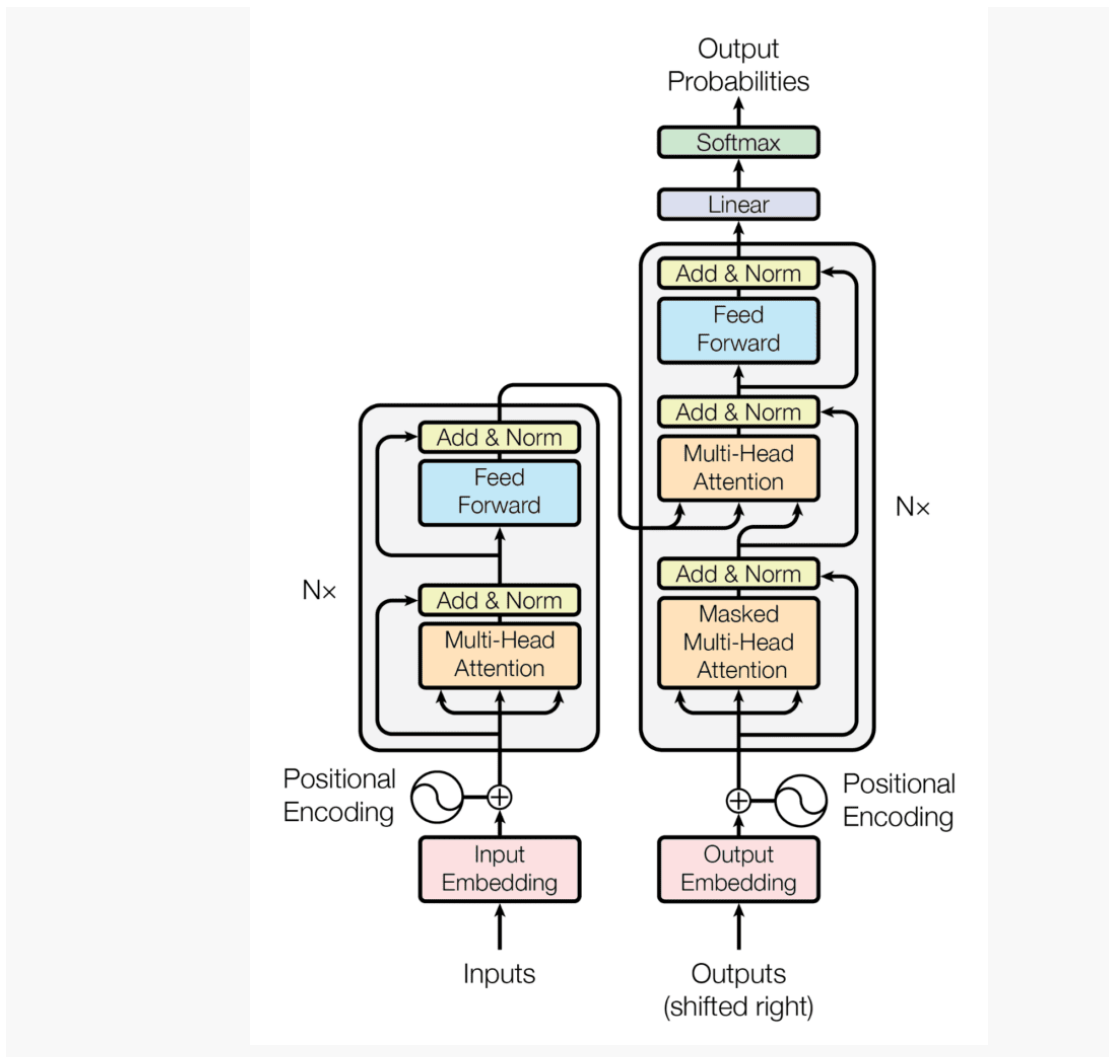 Output
Probabilities
Softmax
Linear
Add & Norm
Feed
Forward
Add & Norm
Multi-Head
Attention
Nx
Add & Norm
Masked
Multi-Head
Attention
Add & Norm
Feed
Forward
Nx
Add & Norm
Multi-Head
Attention
Positional
Encoding
Positional
Encoding
Input
Embedding
Output
Embedding
Inputs
Outputs
(shifted right)